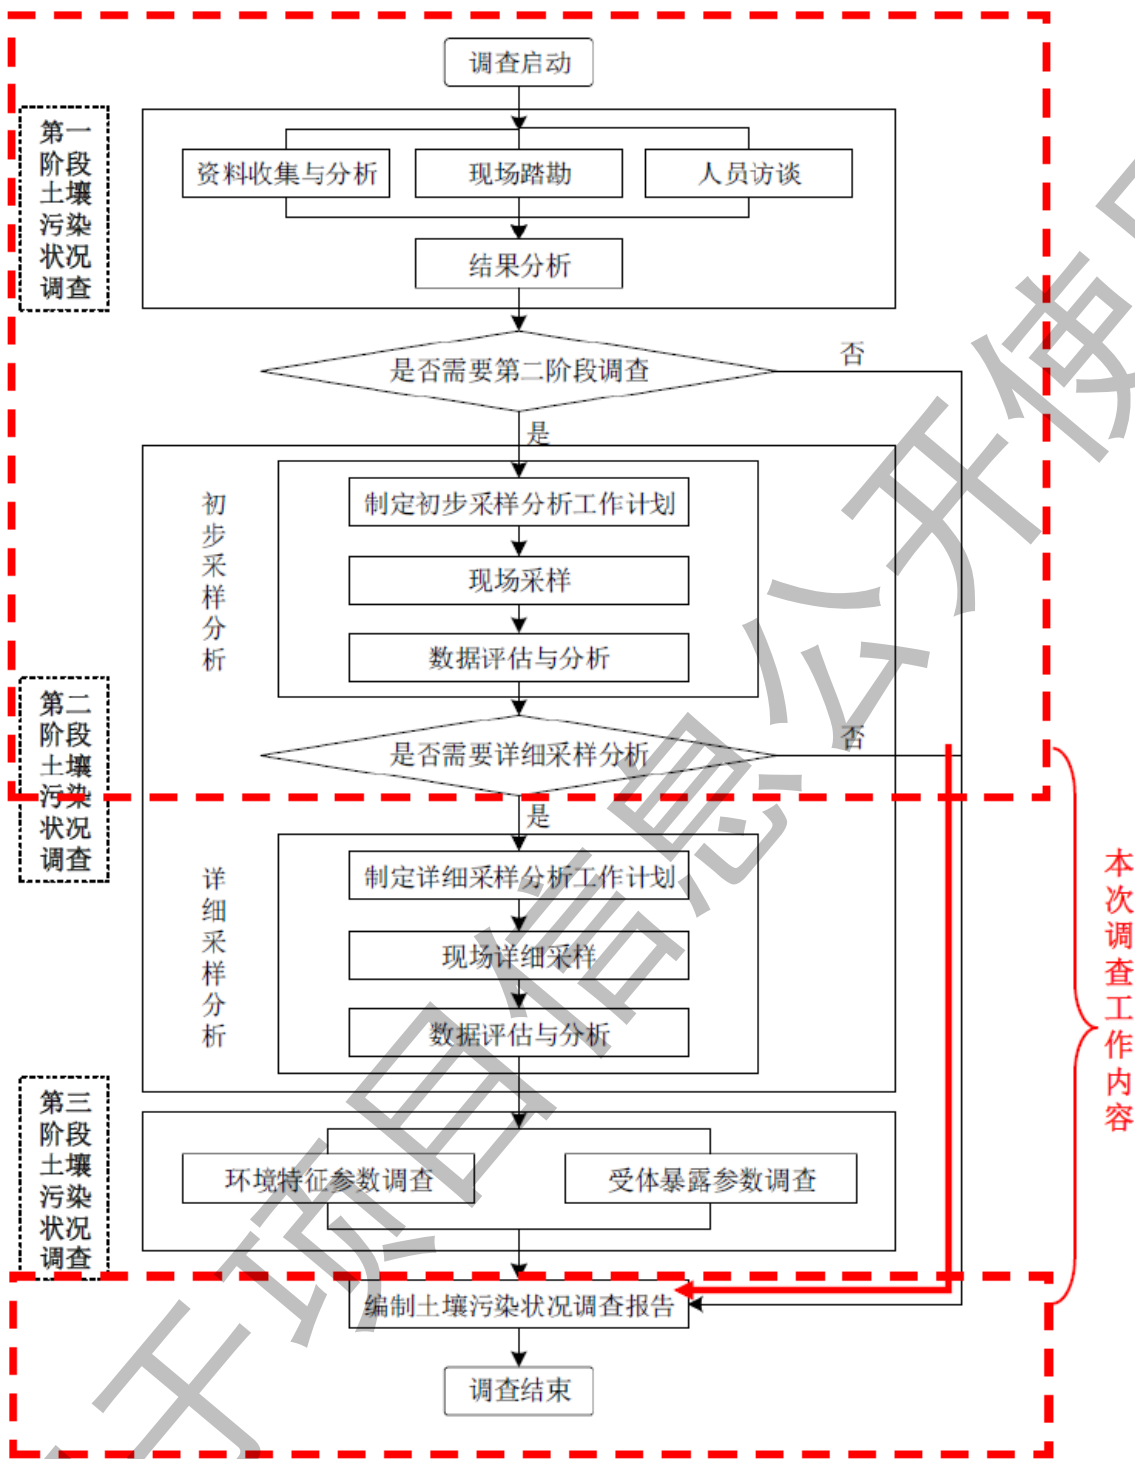 调查启动
第一
阶段
土壤
污染
状况
调查
资料收集与分析
现场踏勘
人员访谈
结果分析
是否需要第二阶段调查
否
是
初
步
采
样
分
析
制定初步采样分析工作计划
现场采样
数据评估与分析
第二
阶段
土壤
污染
状况
调查
是否需要详细采样分析
否
是
详
细
采
样
分
析
制定详细采样分析工作计划
现场详细采样
数据评估与分析
本
次
调
查
工
作
内
容
第三
阶段
土壤
污染
状况
调查
环境特征参数调查
受体暴露参数调查
编制土壤污染状况调查报告
调查结束
于项目信息公开使